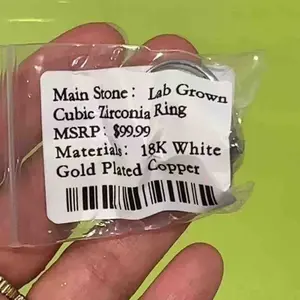 Main Stone: Lab Grown
Cubic Zirconia Ring
MSRP: $99.99
Materials: 18K White
Gold Plated Copper